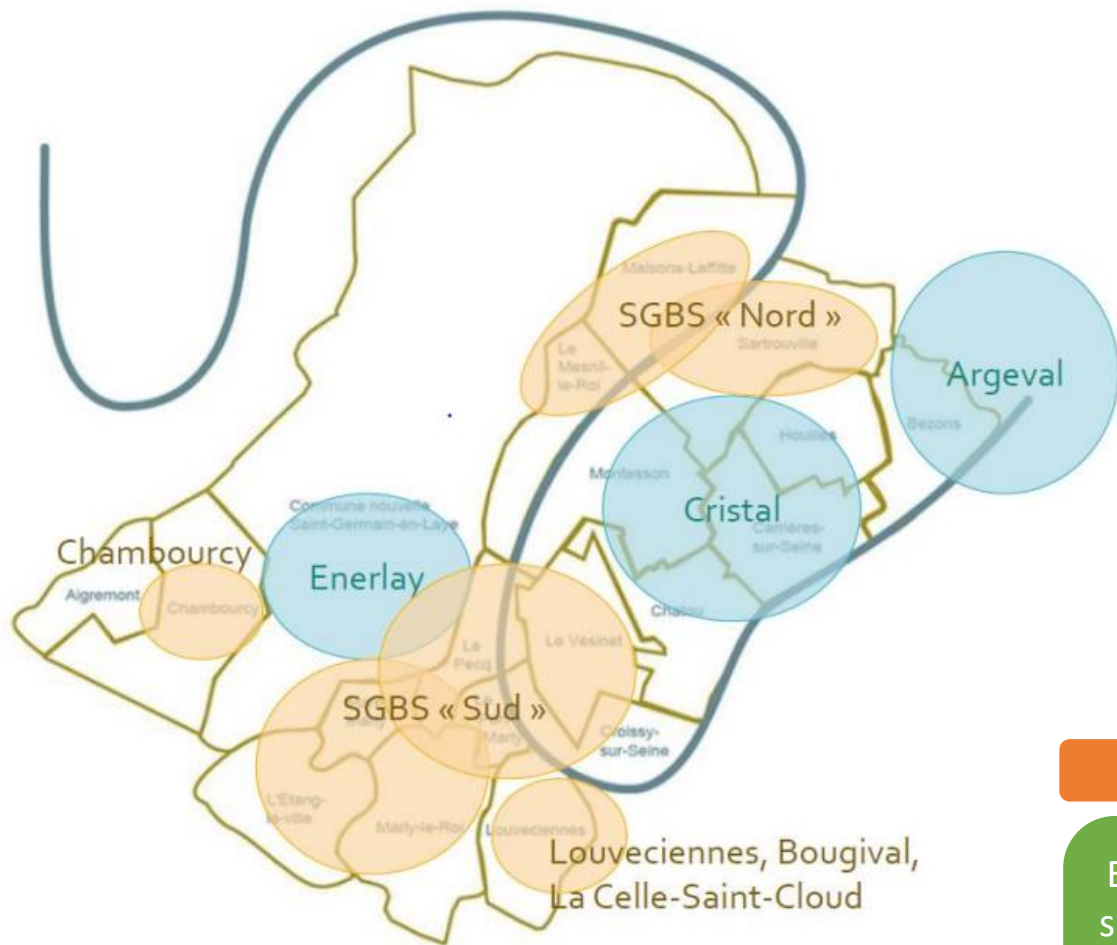 Maisons-Laffitte
SGBS « Nord »
Sartrouville
Le
Mesnil-
le-Roi
Argeval
Bezons
Houilles
Montesson
Cristal
Carrières-
sur-Seine
Commune nouvelle
Saint-Germain-en-Laye
Chambourcy
Enerlay
Aigremont
Chambourcy
Chatou
Le Vésinet
Le
Pecq
SGBS « Sud »
Marly
Croissy-
sur-Seine
L'Etang-
la-ville
Marly-le-Roi
Louveciennes
Louveciennes, Bougival,
La Celle-Saint-Cloud